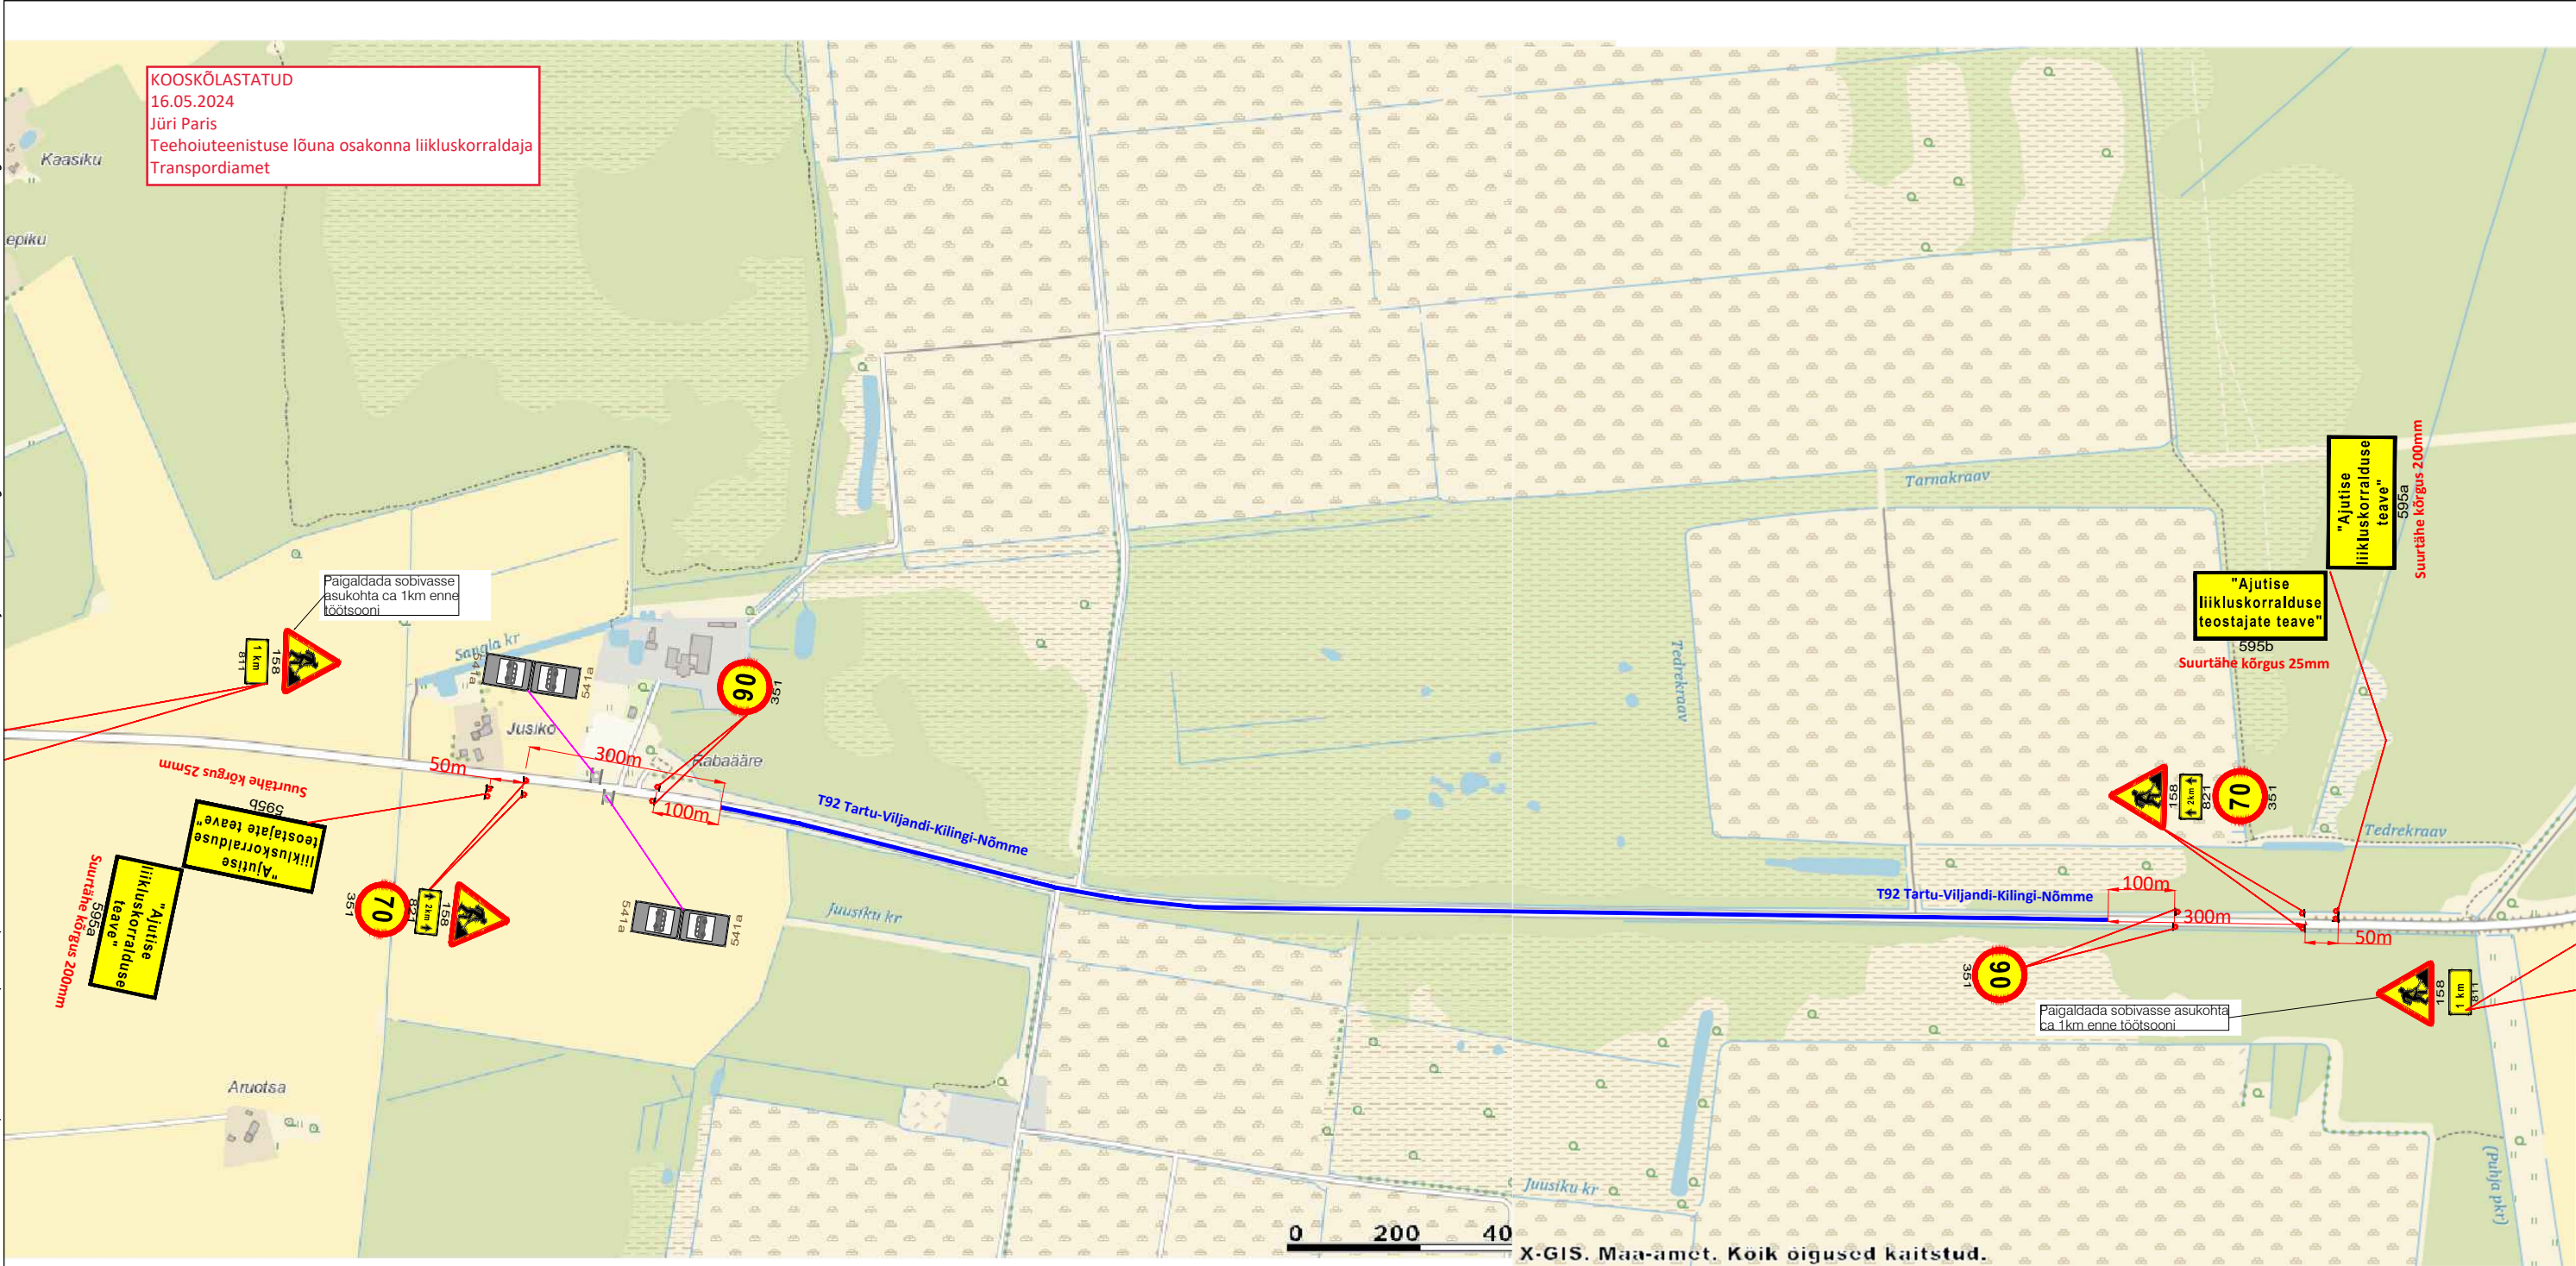 KOOSKÕLASTATUD
16.05.2024
Jüri Paris
Teehoiuteenistuse lõuna osakonna liikluskorraldaja
Transpordiamet
Kaasiku
epiku
Paigaldada sobivasse
asukohta ca 1km enne
töötsooni
1 km
811
158
Sangla kr
541a
541a
Jusiko
90
351
Rabaääre
50m
300m
100m
T92 Tartu-Viljandi-Kilingi-Nõmme
Suurtähe kõrgus 25mm
595b
"Ajutise
liikluskorralduse
teostajate teave"
"Ajutise
liikluskorralduse
teave"
595a
Suurtähe kõrgus 200mm
70
351
2km
821
158
541a
541a
Juusiku kr
Aruotsa
Tarnakraav
Tedrekraav
"Ajutise
liikluskorralduse
teave"
595a
Suurtähe kõrgus 200mm
"Ajutise
liikluskorralduse
teostajate teave"
595b
Suurtähe kõrgus 25mm
158
2km
821
70
351
Tedrekraav
T92 Tartu-Viljandi-Kilingi-Nõmme
100m
300m
50m
90
351
Paigaldada sobivasse asukohta
ca 1km enne töötsooni
158
1 km
811
(Puhja pkr)
Juusiku kr
0 200 40
X-GIS. Maa-amet. Kõik õigused kaitstud.